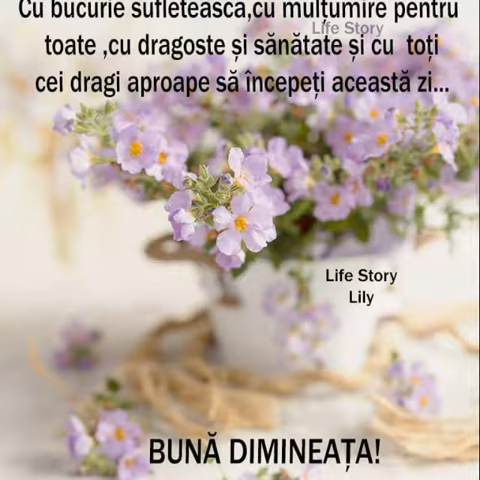 Cu bucurie sufletească,cu mulțumire pentru
Life Story
toate ,cu dragoste și sănătate și cu toți
cei dragi aproape să începeți această zi...
Life Story
Lily
BUNĂ DIMINEAȚA!